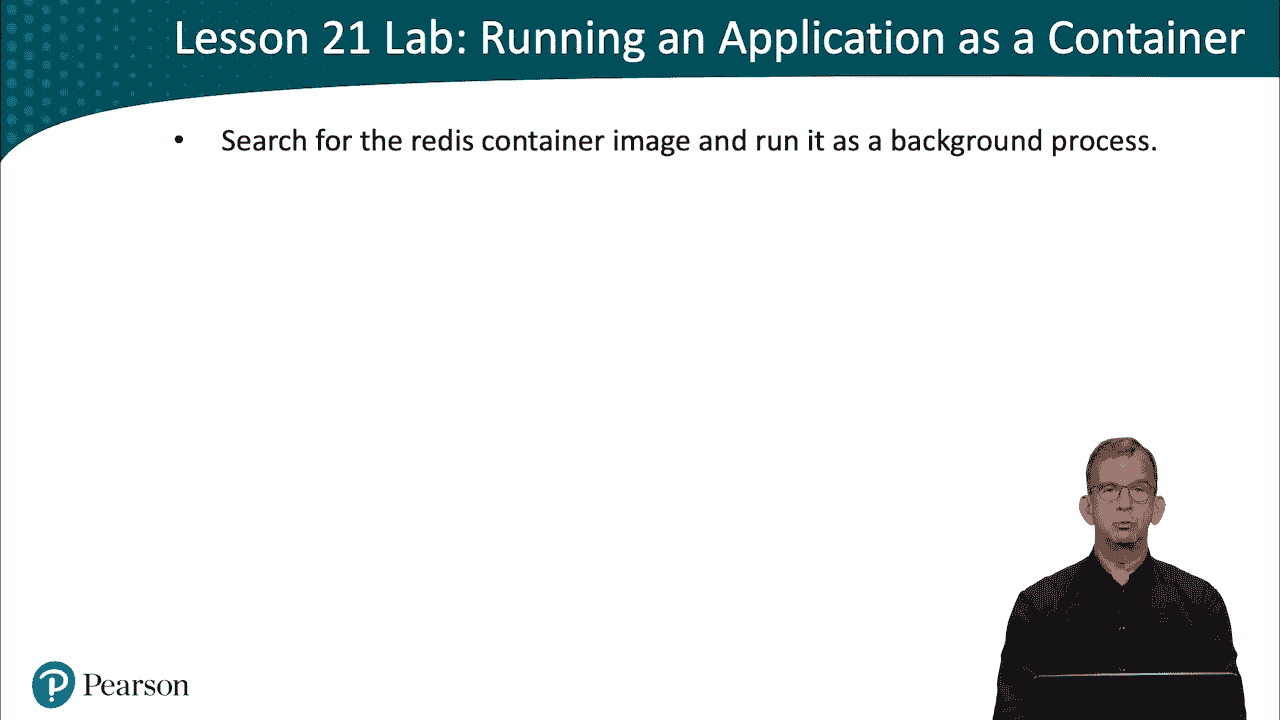 Lesson 21 Lab: Running an Application as a Container
• Search for the redis container image and run it as a background process.
Pearson